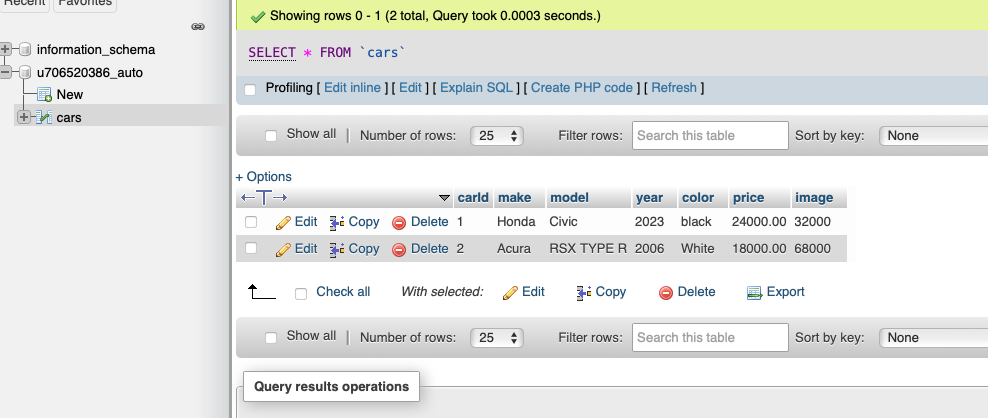 Recent Favorites
information_schema
u706520386_auto
New
cars
Showing rows 0 - 1 (2 total, Query took 0.0003 seconds.)
SELECT * FROM `cars`
Profiling [ Edit inline ] [ Edit ] [ Explain SQL ] [ Create PHP code ] [ Refresh ]
Show all | Number of rows: 25 Filter rows: Search this table Sort by key: None
+ Options
←T→ carId make model year color price image
Edit Copy Delete 1 Honda Civic 2023 black 24000.00 32000
Edit Copy Delete 2 Acura RSX TYPE R 2006 White 18000.00 68000
Check all With selected: Edit Copy Delete Export
Show all | Number of rows: 25 Filter rows: Search this table Sort by key: None
Query results operations